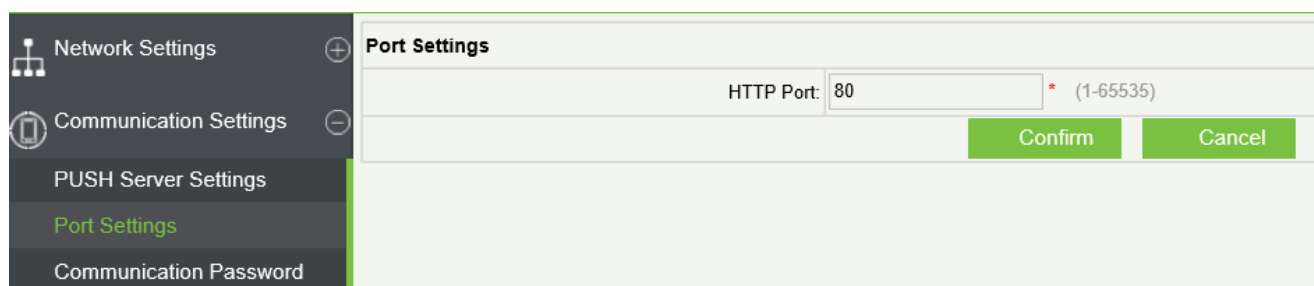 Network Settings
Communication Settings
PUSH Server Settings
Port Settings
Communication Password
Port Settings
HTTP Port: 80 * (1-65535)
Confirm Cancel